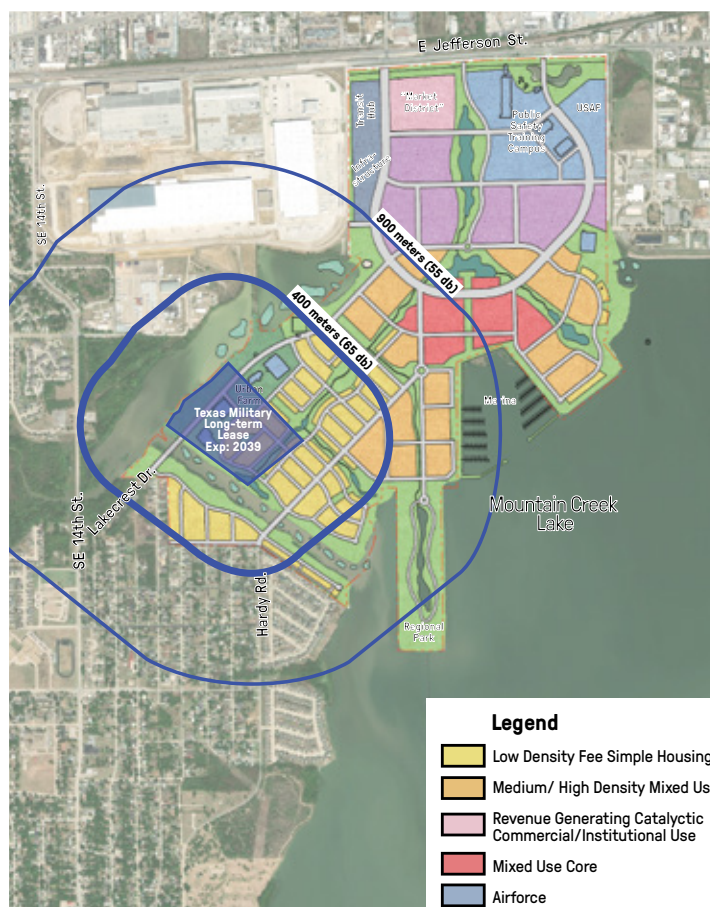 E Jefferson St.
Transit
Hub
"Market
District"
Public
Safety
Training
Campus
USAF
Infra-
structure
SE 14th St.
900 meters (55 db)
400 meters (65 db)
Urban
Farm
Texas Military
Long-term
Lease
Exp: 2039
Marina
Lakecrest Dr.
SE 14th St.
Mountain Creek
Lake
Hardy Rd.
Regional
Park
Legend
Low Density Fee Simple Housing
Medium/ High Density Mixed Us
Revenue Generating Catalyctic
Commercial/Institutional Use
Mixed Use Core
Airforce